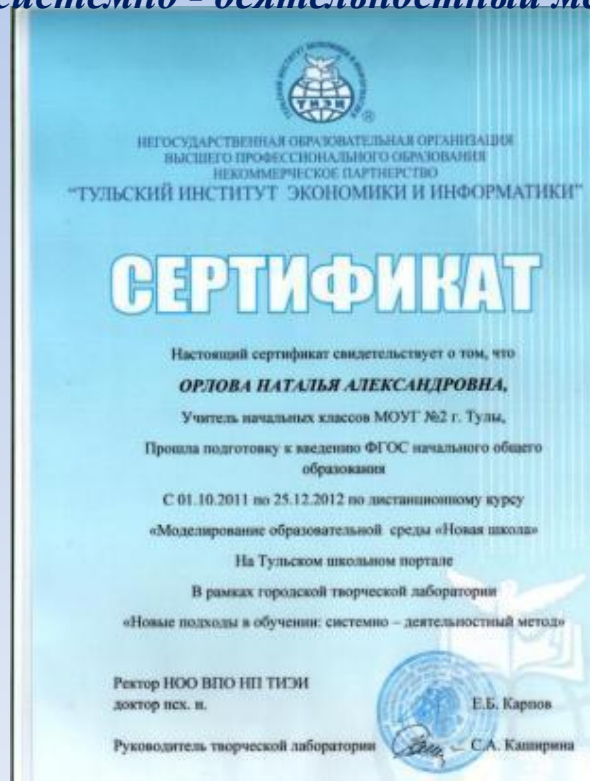 системно - деятельностный
ТИЭИ
НЕГОСУДАРСТВЕННАЯ ОБРАЗОВАТЕЛЬНАЯ ОРГАНИЗАЦИЯ
ВЫСШЕГО ПРОФЕССИОНАЛЬНОГО ОБРАЗОВАНИЯ
НЕКОММЕРЧЕСКОЕ ПАРТНЕРСТВО
"ТУЛЬСКИЙ ИНСТИТУТ ЭКОНОМИКИ И ИНФОРМАТИКИ"
СЕРТИФИКАТ
Настоящий сертификат свидетельствует о том, что
ОРЛОВА НАТАЛЬЯ АЛЕКСАНДРОВНА,
Учитель начальных классов МОУГ №2 г. Тулы,
Прошла подготовку к введению ФГОС начального общего
образования
С 01.10.2011 по 25.12.2012 по дистанционному курсу
«Моделирование образовательной среды «Новая школа»
На Тульском школьном портале
В рамках городской творческой лаборатории
«Новые подходы в обучении: системно – деятельностный метод»
Ректор НОО ВПО НП ТИЭИ
доктор псх. н. Е.Б. Карпов
Руководитель творческой лаборатории С.А. Каширина